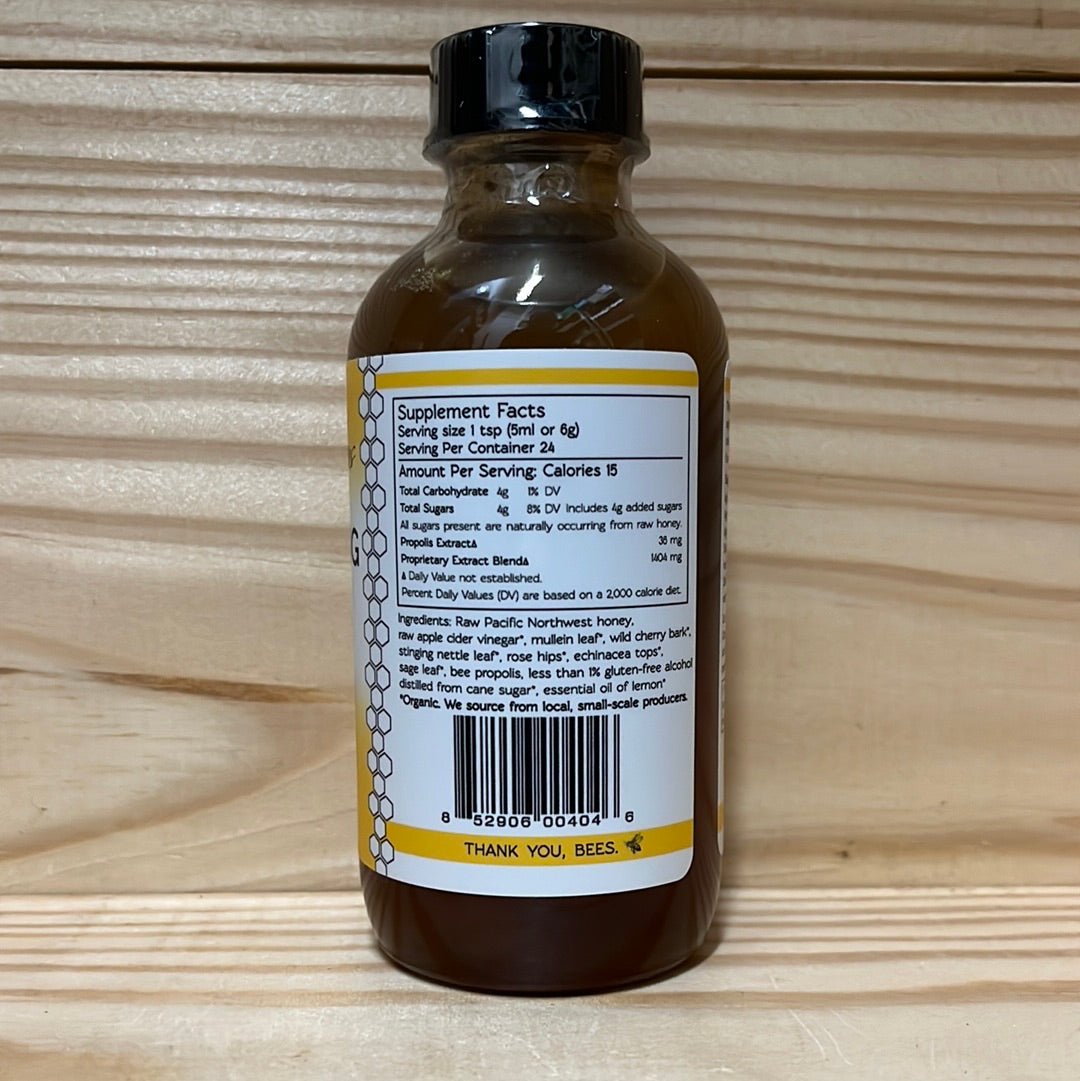 Supplement Facts
Serving size 1 tsp (5ml or 6g)
Serving Per Container 24
Amount Per Serving: Calories 15
Total Carbohydrate 4g 1% DV
Total Sugars 4g 8% DV Includes 4g added sugars
All sugars present are naturally occurring from raw honey.
Propolis Extract∆ 36 mg
Proprietary Extract Blend∆ 1404 mg
∆ Daily Value not established.
Percent Daily Values (DV) are based on a 2,000 calorie diet.
Ingredients: Raw Pacific Northwest honey,
raw apple cider vinegar*, mullein leaf*, wild cherry bark*,
stinging nettle leaf*, rose hips*, echinacea tops*,
sage leaf*, bee propolis, less than 1% gluten-free alcohol
distilled from cane sugar*, essential oil of lemon*
*Organic. We source from local, small-scale producers.
8 52906 00404 6
THANK YOU, BEES.
G